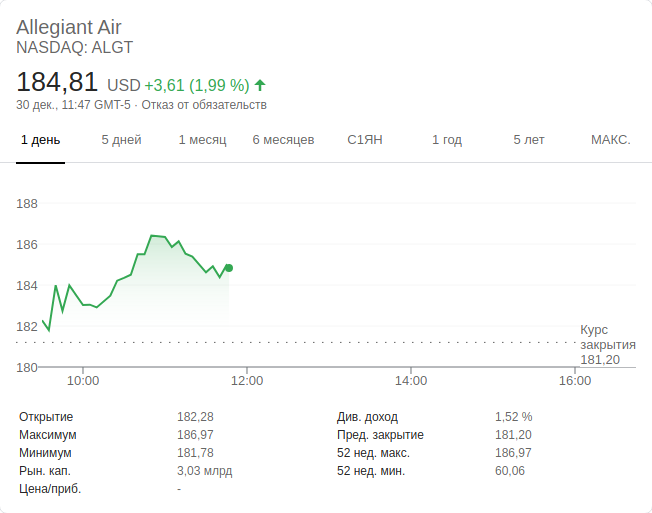 Allegiant Air
NASDAQ: ALGT
184,81 USD +3,61 (1,99 %)
30 дек., 11:47 GMT-5 · Отказ от обязательств
1 день 5 дней 1 месяц 6 месяцев С1ЯН 1 год 5 лет МАКС.
188
186
184
182
180
Курс
закрытия
181,20
10:00 12:00 14:00 16:00
Открытие 182,28 Див. доход 1,52 %
Максимум 186,97 Пред. закрытие 181,20
Минимум 181,78 52 нед. макс. 186,97
Рын. кап. 3,03 млрд 52 нед. мин. 60,06
Цена/приб. -